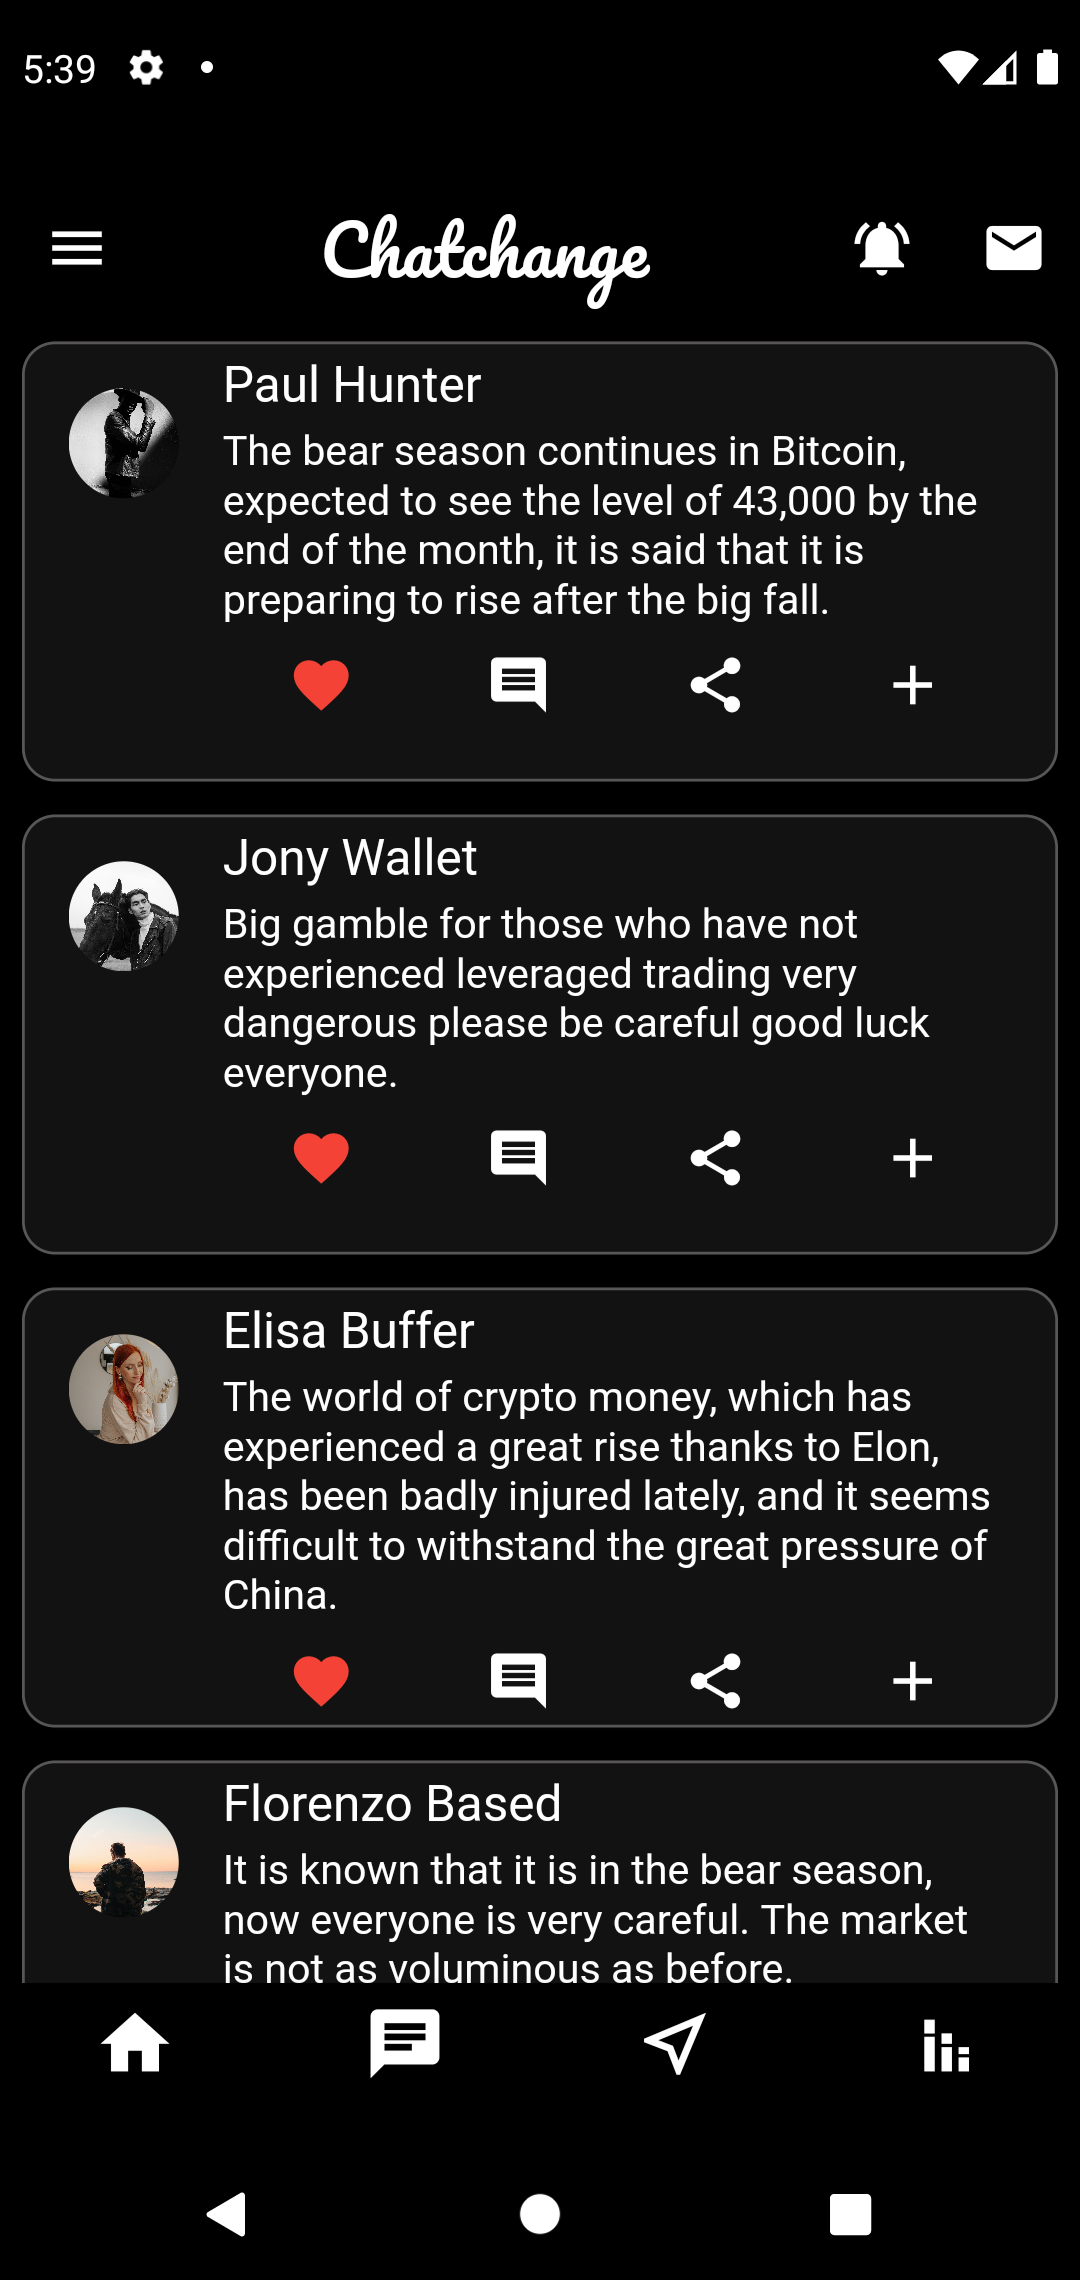 5:39
Chatchange
Paul Hunter
The bear season continues in Bitcoin,
expected to see the level of 43,000 by the
end of the month, it is said that it is
preparing to rise after the big fall.
Jony Wallet
Big gamble for those who have not
experienced leveraged trading very
dangerous please be careful good luck
everyone.
Elisa Buffer
The world of crypto money, which has
experienced a great rise thanks to Elon,
has been badly injured lately, and it seems
difficult to withstand the great pressure of
China.
Florenzo Based
It is known that it is in the bear season,
now everyone is very careful. The market
is not as voluminous as before.